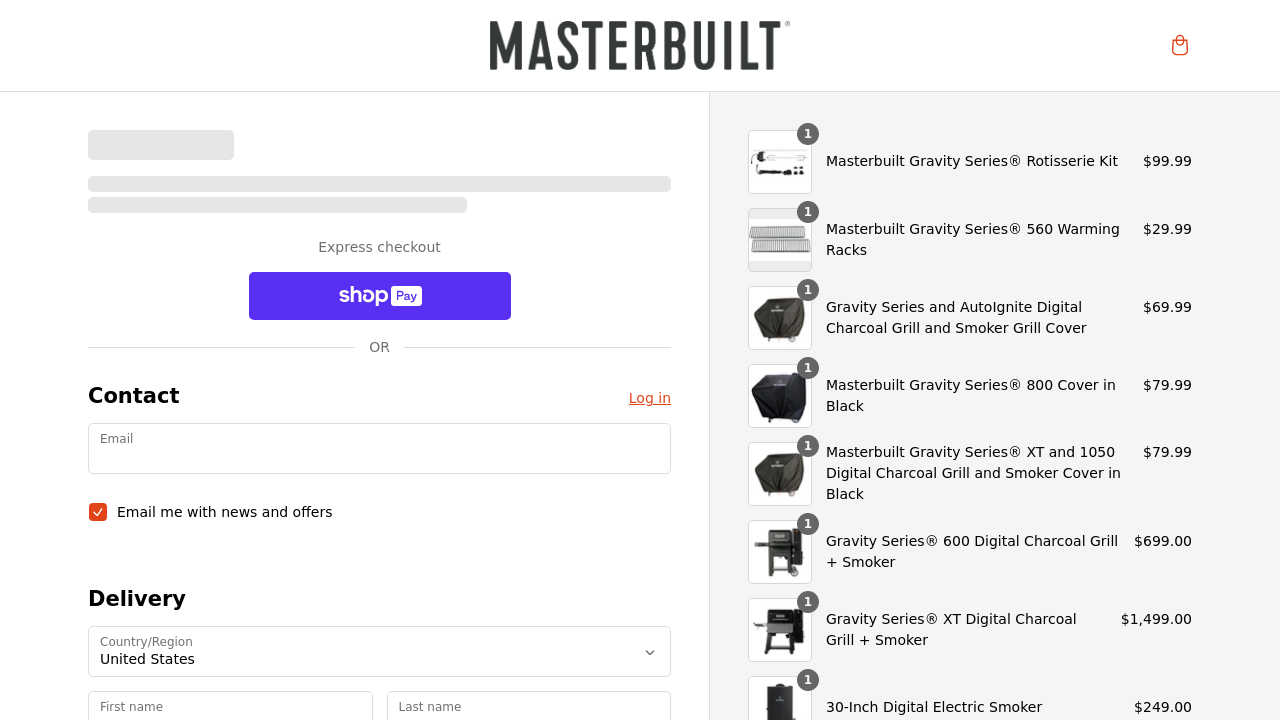 MASTERBUILT®
Express checkout
shop Pay
OR
Contact
Log in
Email
Email me with news and offers
Delivery
Country/Region
United States
First name
Last name
1
Masterbuilt Gravity Series® Rotisserie Kit
$99.99
1
Masterbuilt Gravity Series® 560 Warming
Racks
$29.99
1
Gravity Series and AutoIgnite Digital
Charcoal Grill and Smoker Grill Cover
$69.99
1
Masterbuilt Gravity Series® 800 Cover in
Black
$79.99
1
Masterbuilt Gravity Series® XT and 1050
Digital Charcoal Grill and Smoker Cover in
Black
$79.99
1
Gravity Series® 600 Digital Charcoal Grill
+ Smoker
$699.00
1
Gravity Series® XT Digital Charcoal
Grill + Smoker
$1,499.00
1
30-Inch Digital Electric Smoker
$249.00